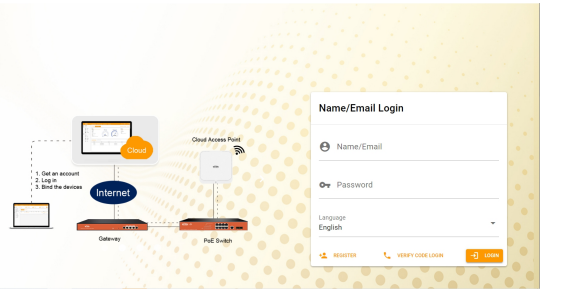 Cloud
Cloud Access Point
1. Get an account
2. Log in
3. Bind the devices
Internet
Gateway
PoE Switch
Name/Email Login
Name/Email
Password
Language
English
REGISTER
VERIFY CODE LOGIN
LOGIN